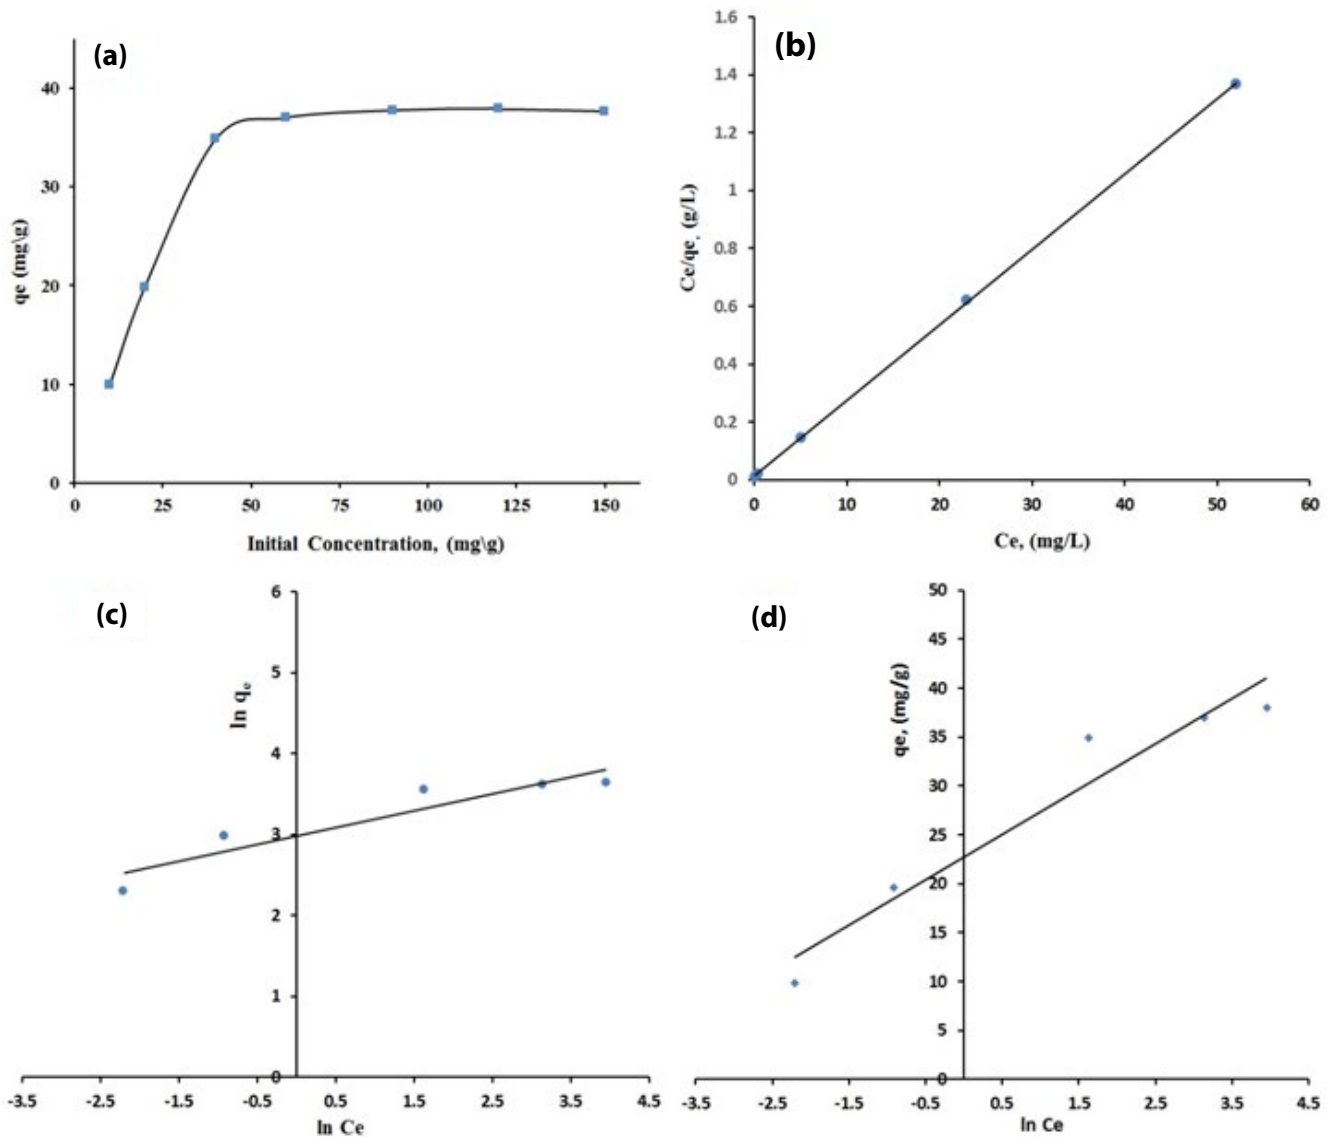 (a)
40
30
20
10
0
qe (mg\g)
0 25 50 75 100 125 150
Initial Concentration, (mg\g)
(b)
1.6
1.4
1.2
1
0.8
0.6
0.4
0.2
0
Ce/qe, (g/L)
0 10 20 30 40 50 60
Ce, (mg/L)
(c)
6
5
4
3
2
1
0
ln qe
-3.5 -2.5 -1.5 -0.5 0.5 1.5 2.5 3.5 4.5
ln Ce
(d)
50
45
40
35
30
25
20
15
10
5
0
qe, (mg/g)
-3.5 -2.5 -1.5 -0.5 0.5 1.5 2.5 3.5 4.5
ln Ce